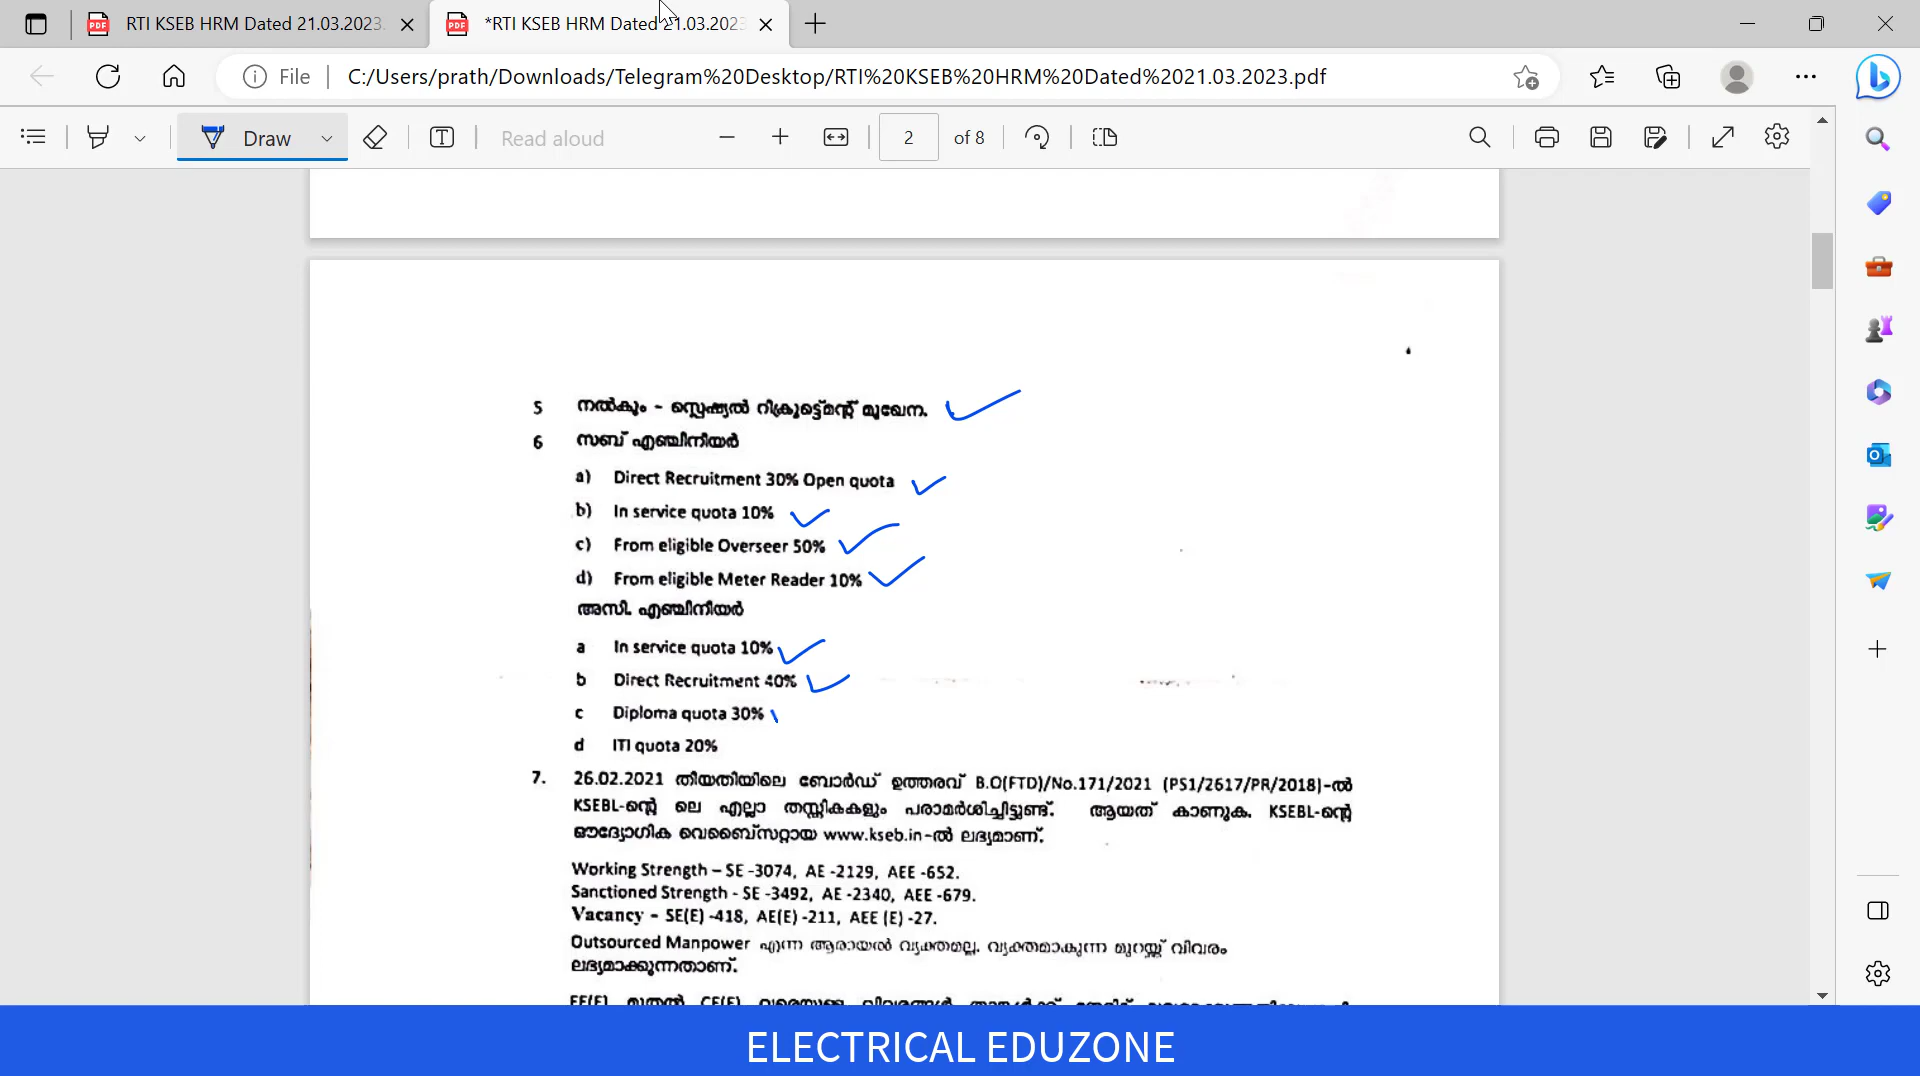 RTI KSEB HRM Dated 21.03.2023.
*RTI KSEB HRM Dated 21.03.2023
File
C:/Users/prath/Downloads/Telegram%20Desktop/RTI%20KSEB%20HRM%20Dated%2021.03.2023.pdf
Draw
Read aloud
2 of 8
5 നൽകും - സ്പെഷ്യൽ റിക്രൂട്ട്മെന്റ് മുഖേന.
6 സബ് എഞ്ചിനീയർ
a) Direct Recruitment 30% Open quota
b) In service quota 10%
c) From eligible Overseer 50%
d) From eligible Meter Reader 10%
അസി. എഞ്ചിനീയർ
a In service quota 10%
b Direct Recruitment 40%
c Diploma quota 30%
d ITI quota 20%
7. 26.02.2021 തീയതിയിലെ ബോർഡ് ഉത്തരവ് B.O(FTD)/No.171/2021 (PS1/2617/PR/2018)-ൽ
KSEBL-ന്റെ ലെ എല്ലാ തസ്തികകളും പരാമർശിച്ചിട്ടുണ്ട്. ആയത് കാണുക. KSEBL-ന്റെ
ഔദ്യോഗിക വെബ്സൈറ്റായ www.kseb.in-ൽ ലഭ്യമാണ്.
Working Strength – SE -3074, AE -2129, AEE -652.
Sanctioned Strength - SE -3492, AE -2340, AEE -679.
Vacancy - SE(E) -418, AE(E) -211, AEE (E) -27.
Outsourced Manpower എന്ന ആരായൽ വ്യക്തമല്ല. വ്യക്തമാകുന്ന മുറയ്ക്ക് വിവരം
ലഭ്യമാക്കുന്നതാണ്.
EE(E) മുതൽ CE(E) വരെയുള്ള വിവരങ്ങൾ താങ്കൾക്ക്
ELECTRICAL EDUZONE